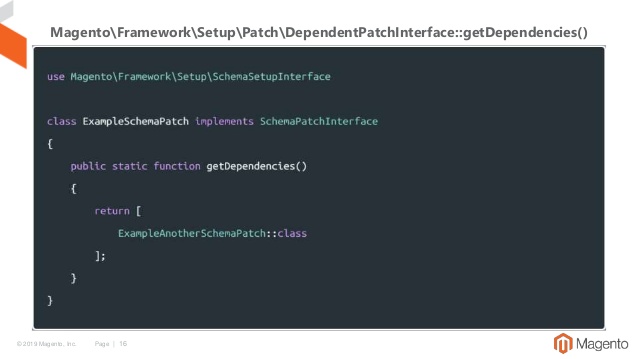 Magento\Framework\Setup\Patch\DependentPatchInterface::getDependencies()
use Magento\Framework\Setup\SchemaSetupInterface
class ExampleSchemaPatch implements SchemaPatchInterface
{
public static function getDependencies()
{
return [
ExampleAnotherSchemaPatch::class
];
}
}
© 2019 Magento, Inc. Page | 16
Magento